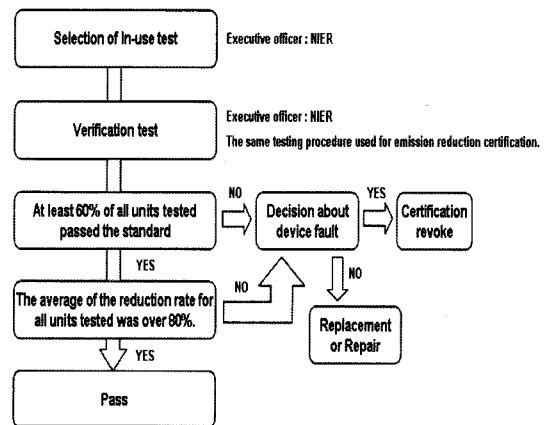 Selection of In-use test
Executive officer : NIER
Verification test
Executive officer : NIER
The same testing procedure used for emission reduction certification.
At least 60% of all units tested
passed the standard
NO
Decision about
device fault
YES
Certification
revoke
YES
NO
The average of the reduction rate for
all units tested was over 80%.
NO
Replacement
or Repair
YES
Pass